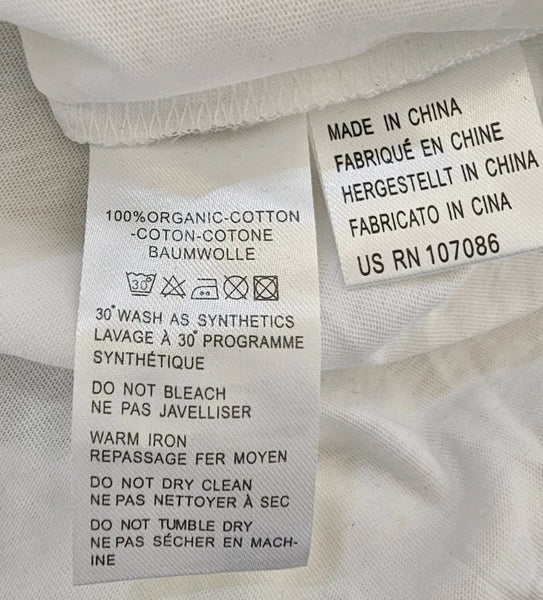 100%ORGANIC-COTTON
-COTON-COTONE
BAUMWOLLE
30°
30°WASH AS SYNTHETICS
LAVAGE À 30° PROGRAMME
SYNTHÉTIQUE
DO NOT BLEACH
NE PAS JAVELLISER
WARM IRON
REPASSAGE FER MOYEN
DO NOT DRY CLEAN
NE PAS NETTOYER À SEC
DO NOT TUMBLE DRY
NE PAS SÉCHER EN MACH-
INE
MADE IN CHINA
FABRIQUÉ EN CHINE
HERGESTELLT IN CHINA
FABRICATO IN CINA
US RN 107086